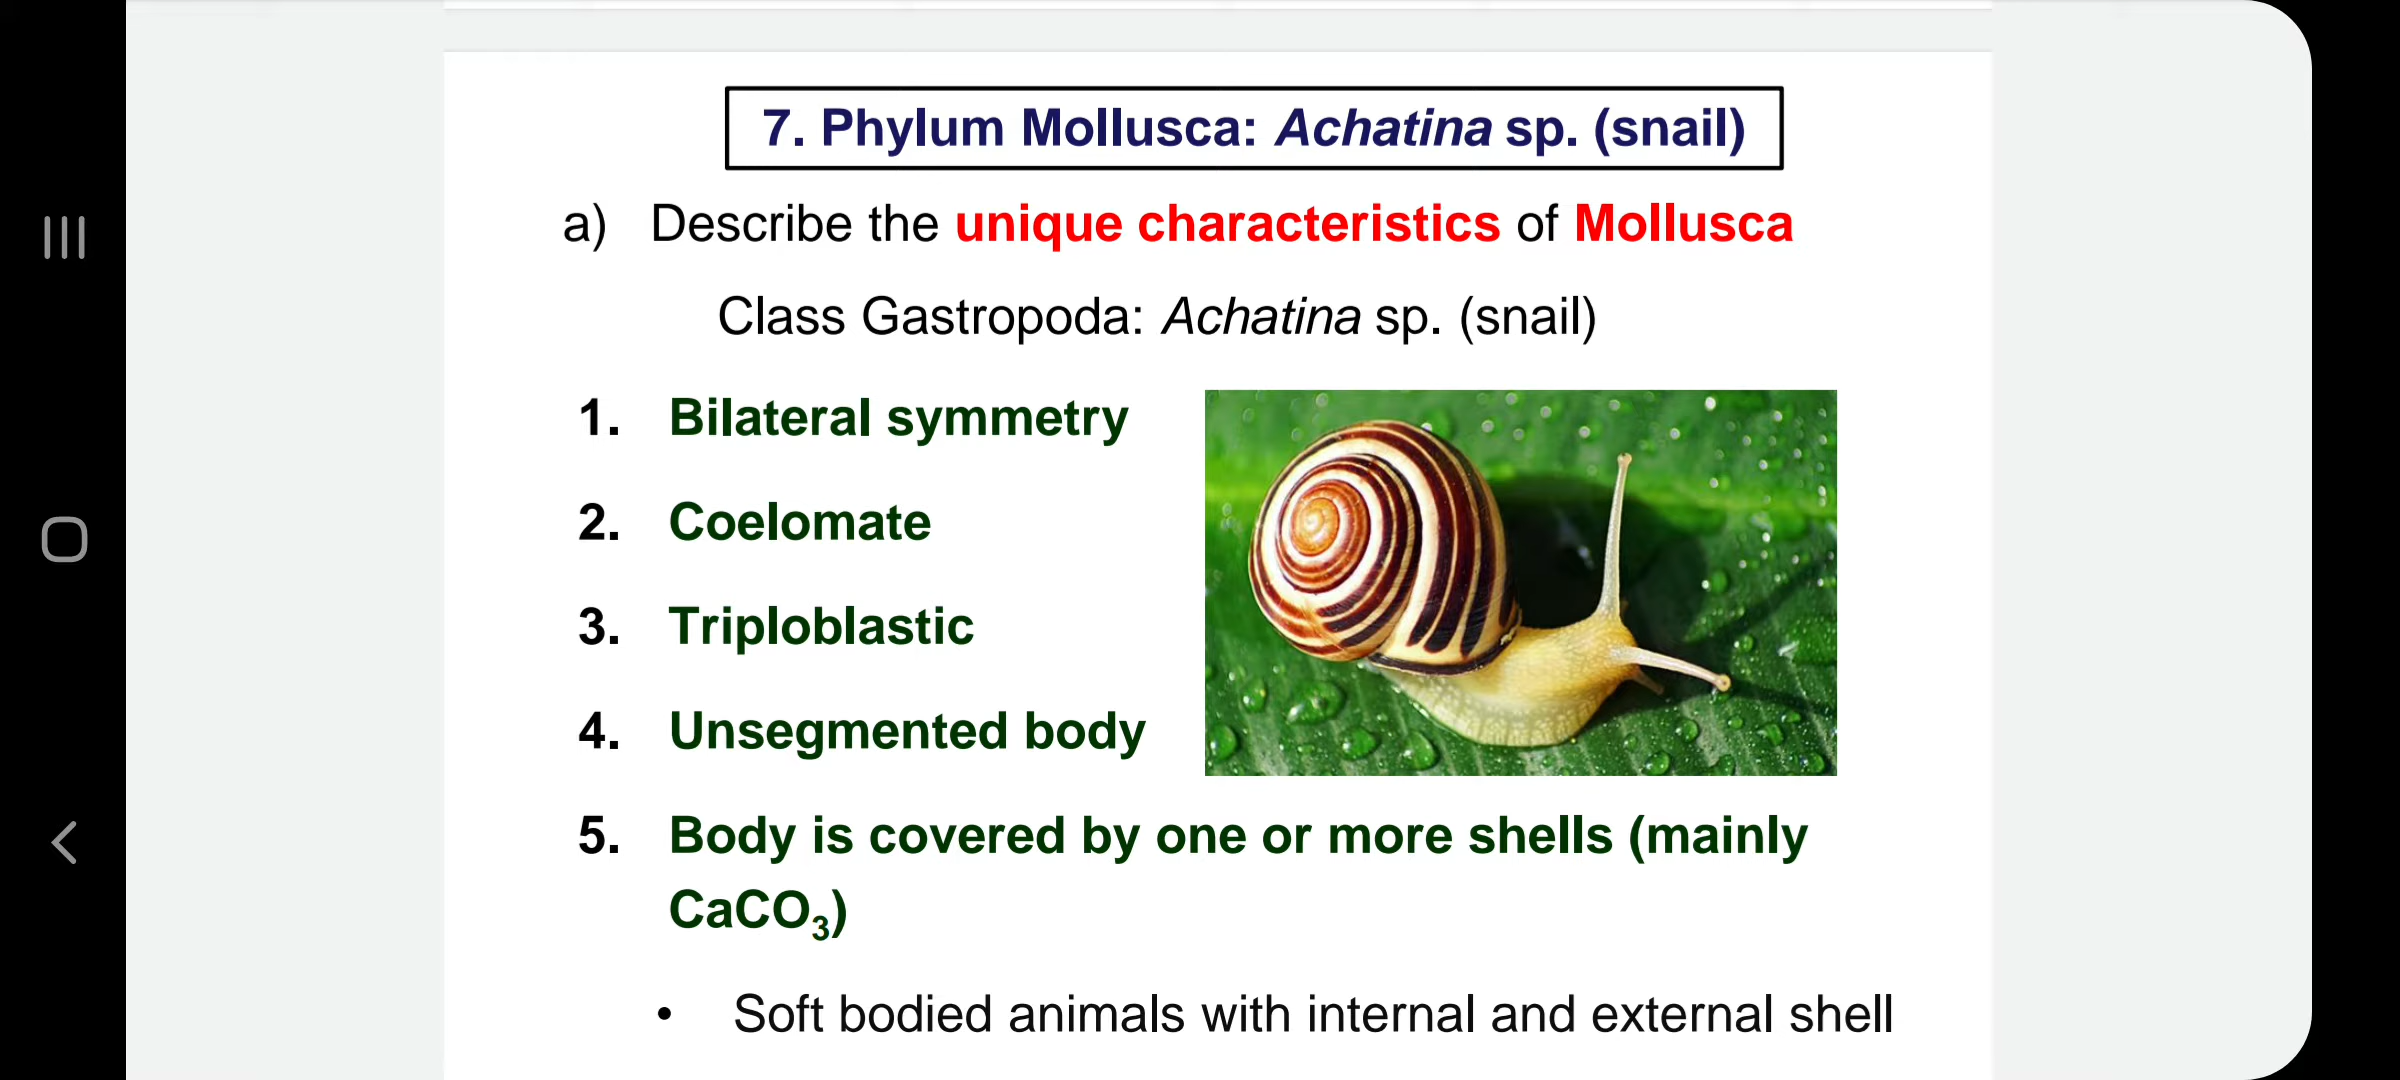 7. Phylum Mollusca: Achatina sp. (snail)
a) Describe the unique characteristics of Mollusca
Class Gastropoda: Achatina sp. (snail)
1. Bilateral symmetry
2. Coelomate
3. Triploblastic
4. Unsegmented body
5. Body is covered by one or more shells (mainly
CaCO₃)
• Soft bodied animals with internal and external shell